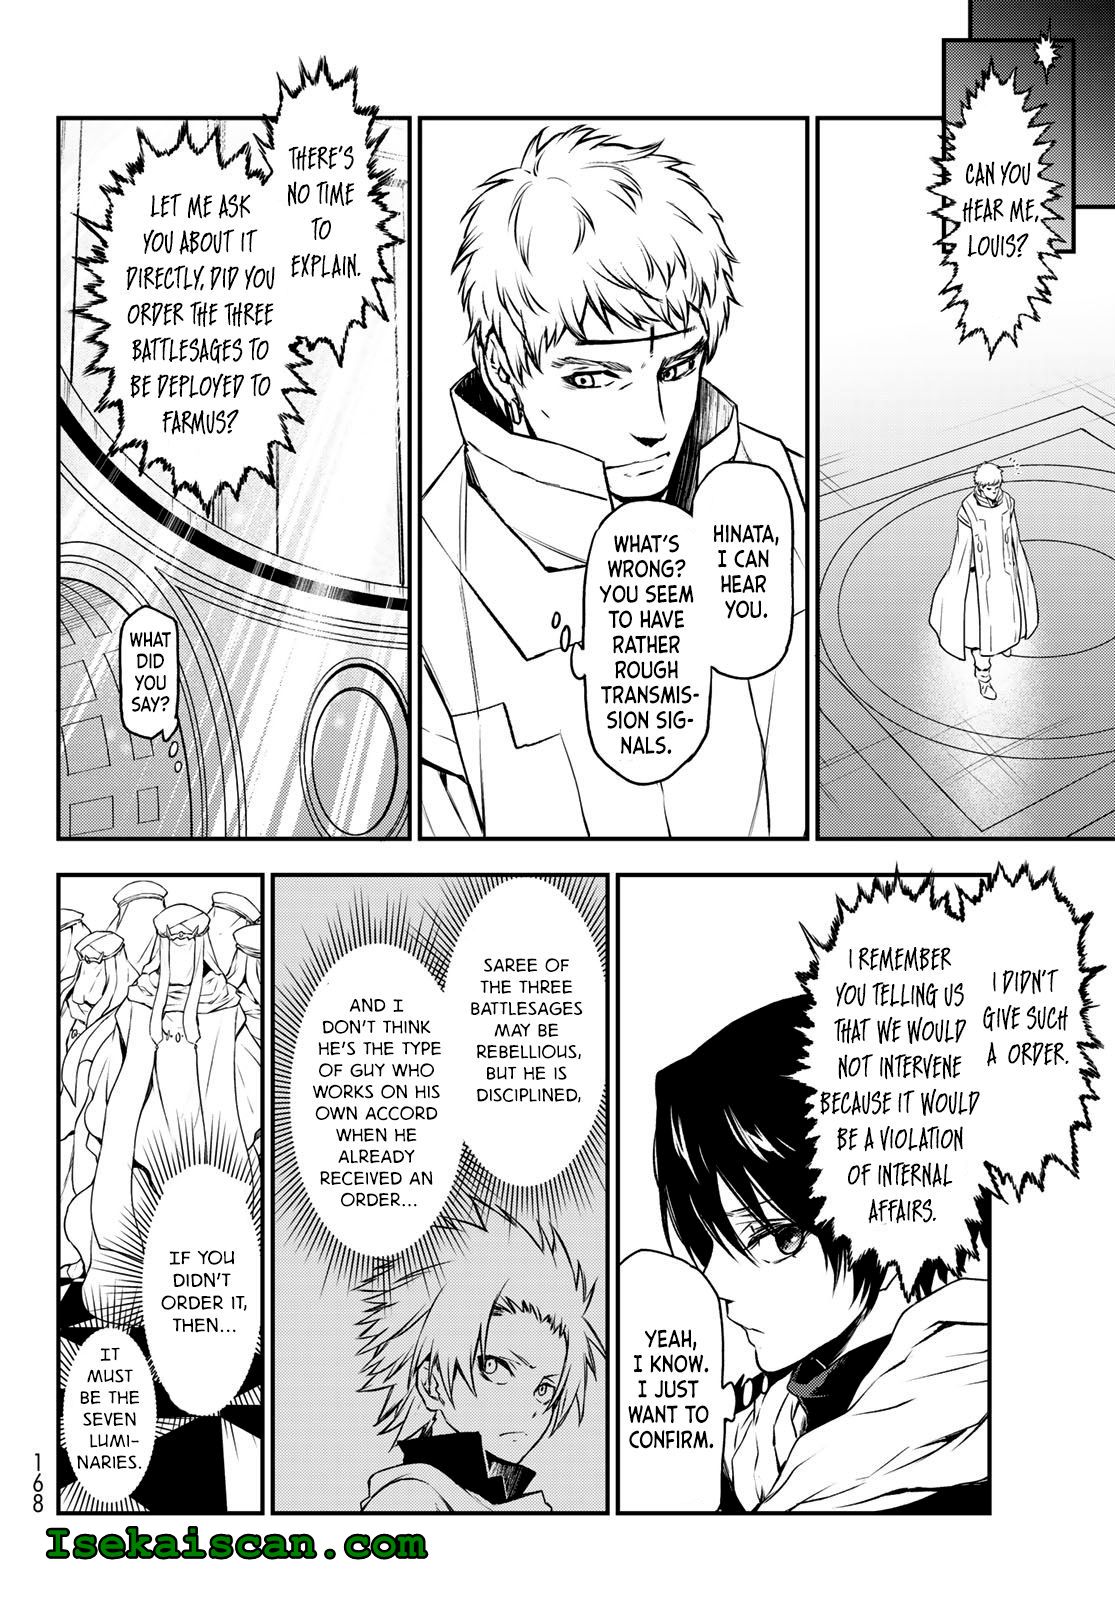 CAN YOU
HEAR ME,
LOUIS?
HINATA,
I CAN
HEAR
YOU.
WHAT'S
WRONG?
YOU SEEM
TO HAVE
RATHER
ROUGH
TRANSMIS-
SION SIG-
NALS.
THERE'S
NO TIME
TO
EXPLAIN.
LET ME ASK
YOU ABOUT IT
DIRECTLY, DID YOU
ORDER THE THREE
BATTLESAGES TO
BE DEPLOYED TO
FARMUS?
WHAT
DID
YOU
SAY?
I DIDN'T
GIVE SUCH
A ORDER.
I REMEMBER
YOU TELLING US
THAT WE WOULD
NOT INTERVENE
BECAUSE IT WOULD
BE A VIOLATION
OF INTERNAL
AFFAIRS.
YEAH,
I KNOW.
I JUST
WANT TO
CONFIRM.
SAREE OF
THE THREE
BATTLESAGES
MAY BE
REBELLIOUS,
BUT HE IS
DISCIPLINED,
AND I
DON'T THINK
HE'S THE TYPE
OF GUY WHO
WORKS ON HIS
OWN ACCORD
WHEN HE
ALREADY
RECEIVED AN
ORDER...
IF YOU
DIDN'T
ORDER IT,
THEN...
IT
MUST
BE THE
SEVEN
LUMI-
NARIES.
168
Isekaiscan.com